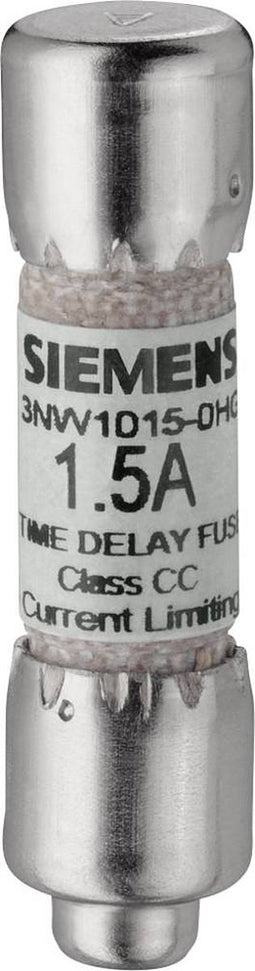 SIEMENS
3NW1015-0HG
1.5A
TIME DELAY FUSE
Class CC
Current Limiting